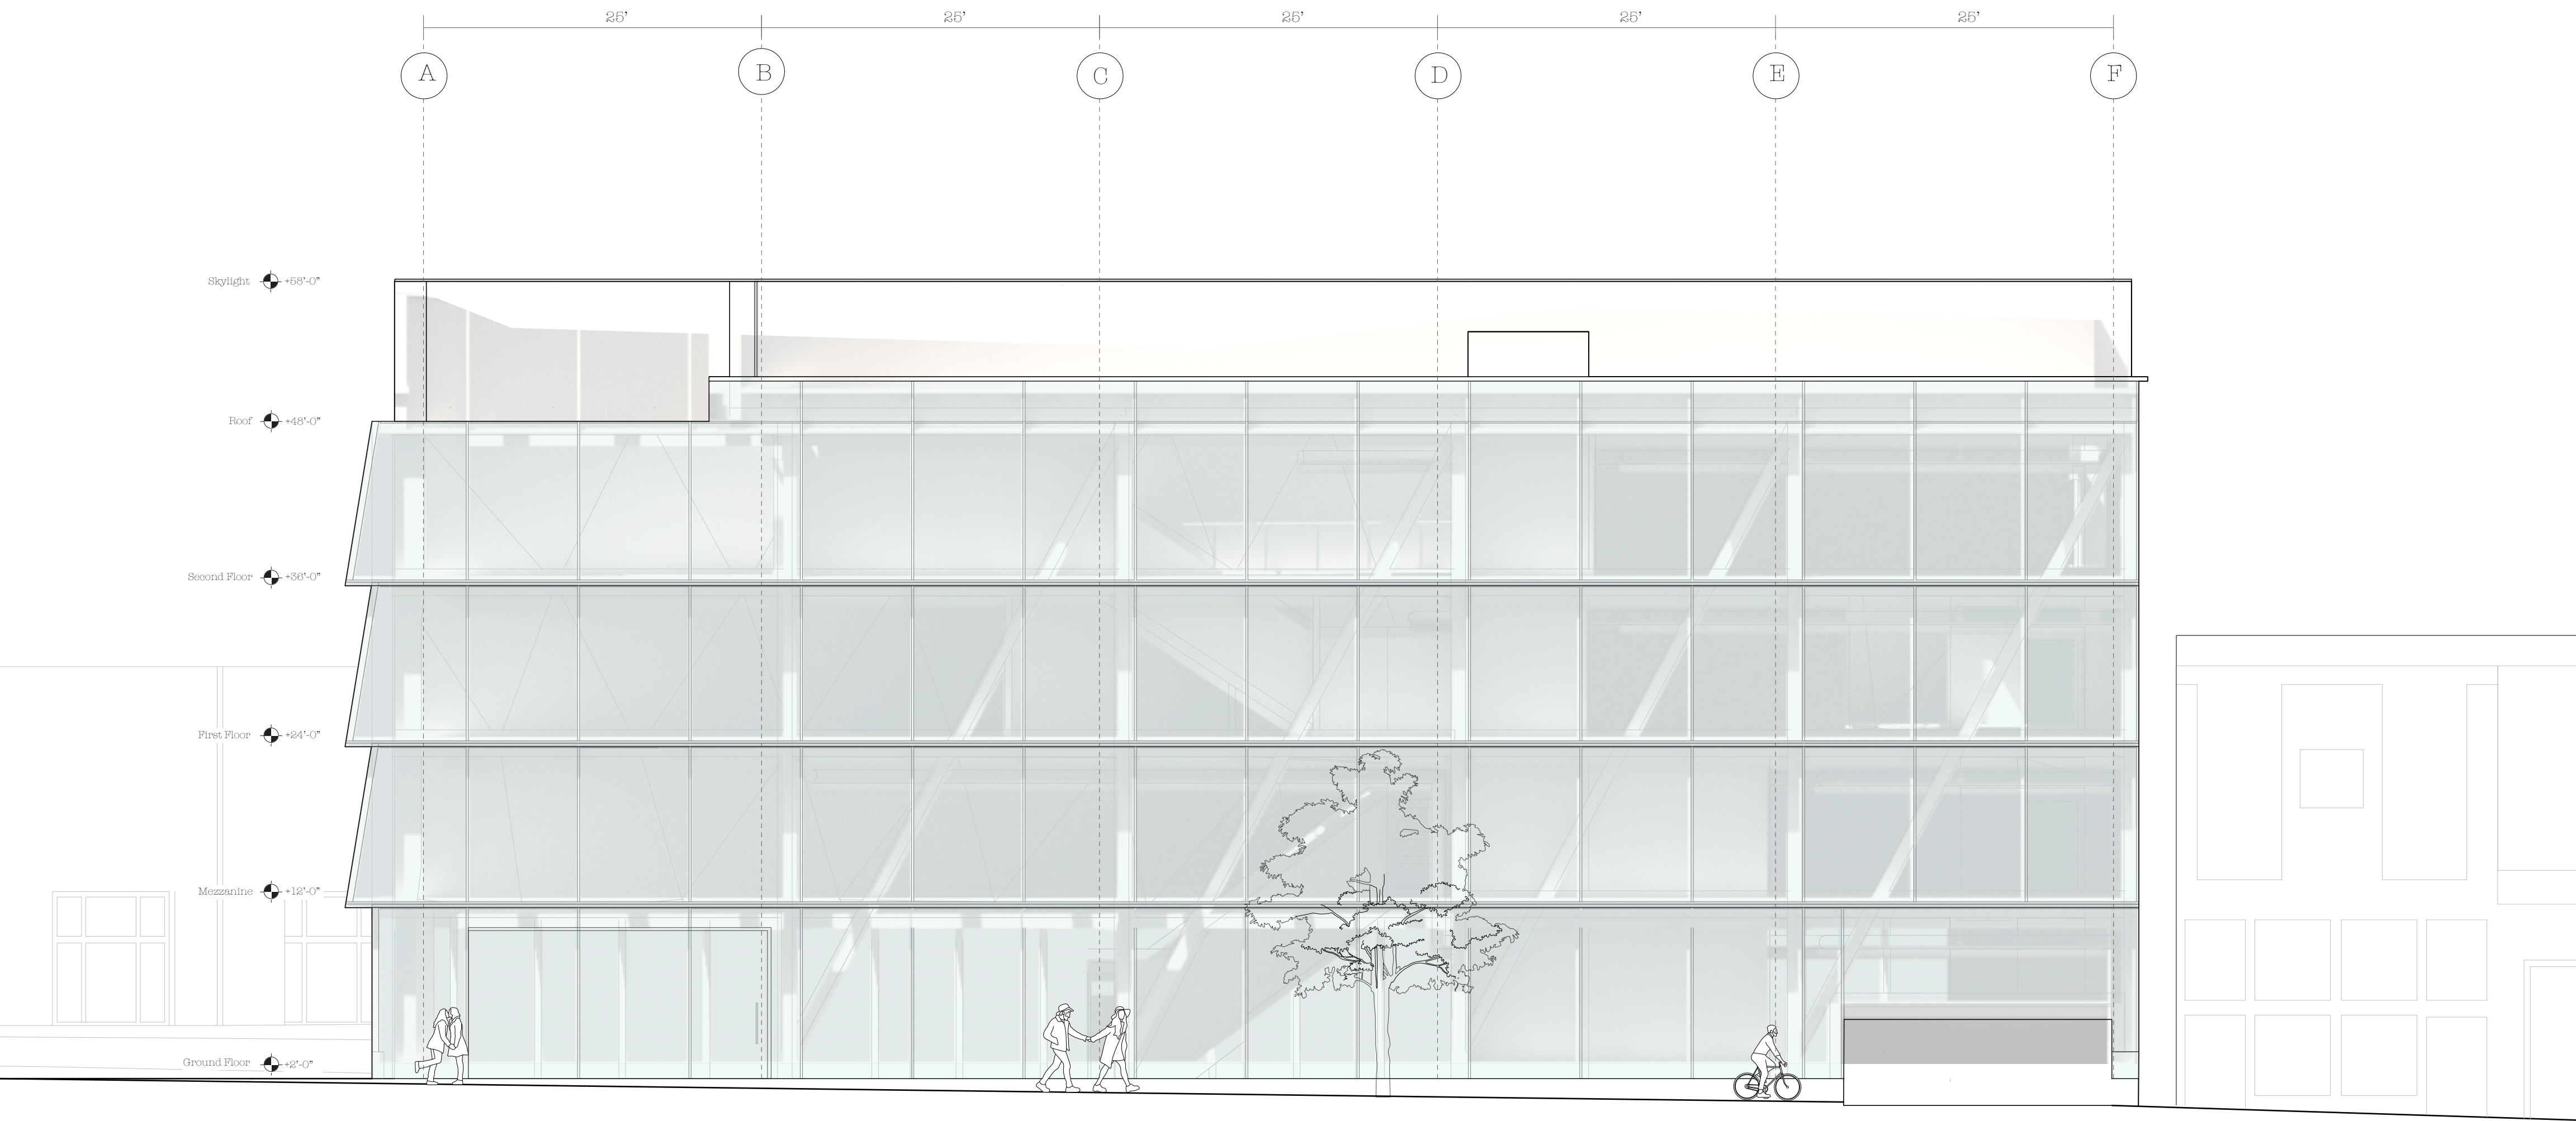 25' 25' 25' 25' 25'
A B C D E F
Skylight +58'-0"
Roof +48'-0"
Second Floor +36'-0"
First Floor +24'-0"
Mezzanine +12'-0"
Ground Floor +2'-0"